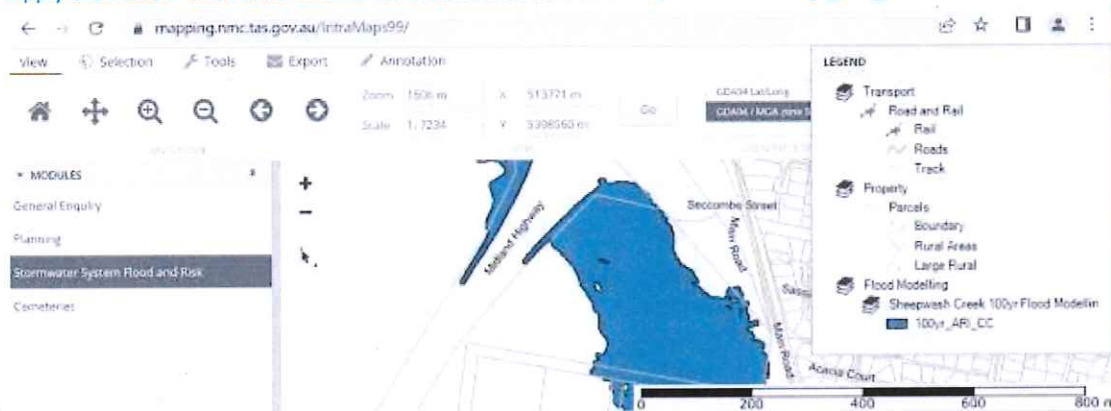 mapping.nmc.tas.gov.au/IntraMaps99/
View Selection Tools Export Annotation
Zoom 1506 m X 513771 m Go
Scale 1: 7234 Y 5398560 m
GDA94 / MGA zone
MODULES
General Enquiry
Planning
Stormwater System Flood and Risk
Cemeteries
+
−
Midland Highway
Seccombe Street
Main Road
Main Road
Acacia Court
0 200 400 600 800 m
LEGEND
Transport
Road and Rail
Rail
Roads
Track
Property
Parcels
Boundary
Rural Areas
Large Rural
Flood Modelling
Sheepwash Creek 100yr Flood Modellin
100yr_ARI_CC